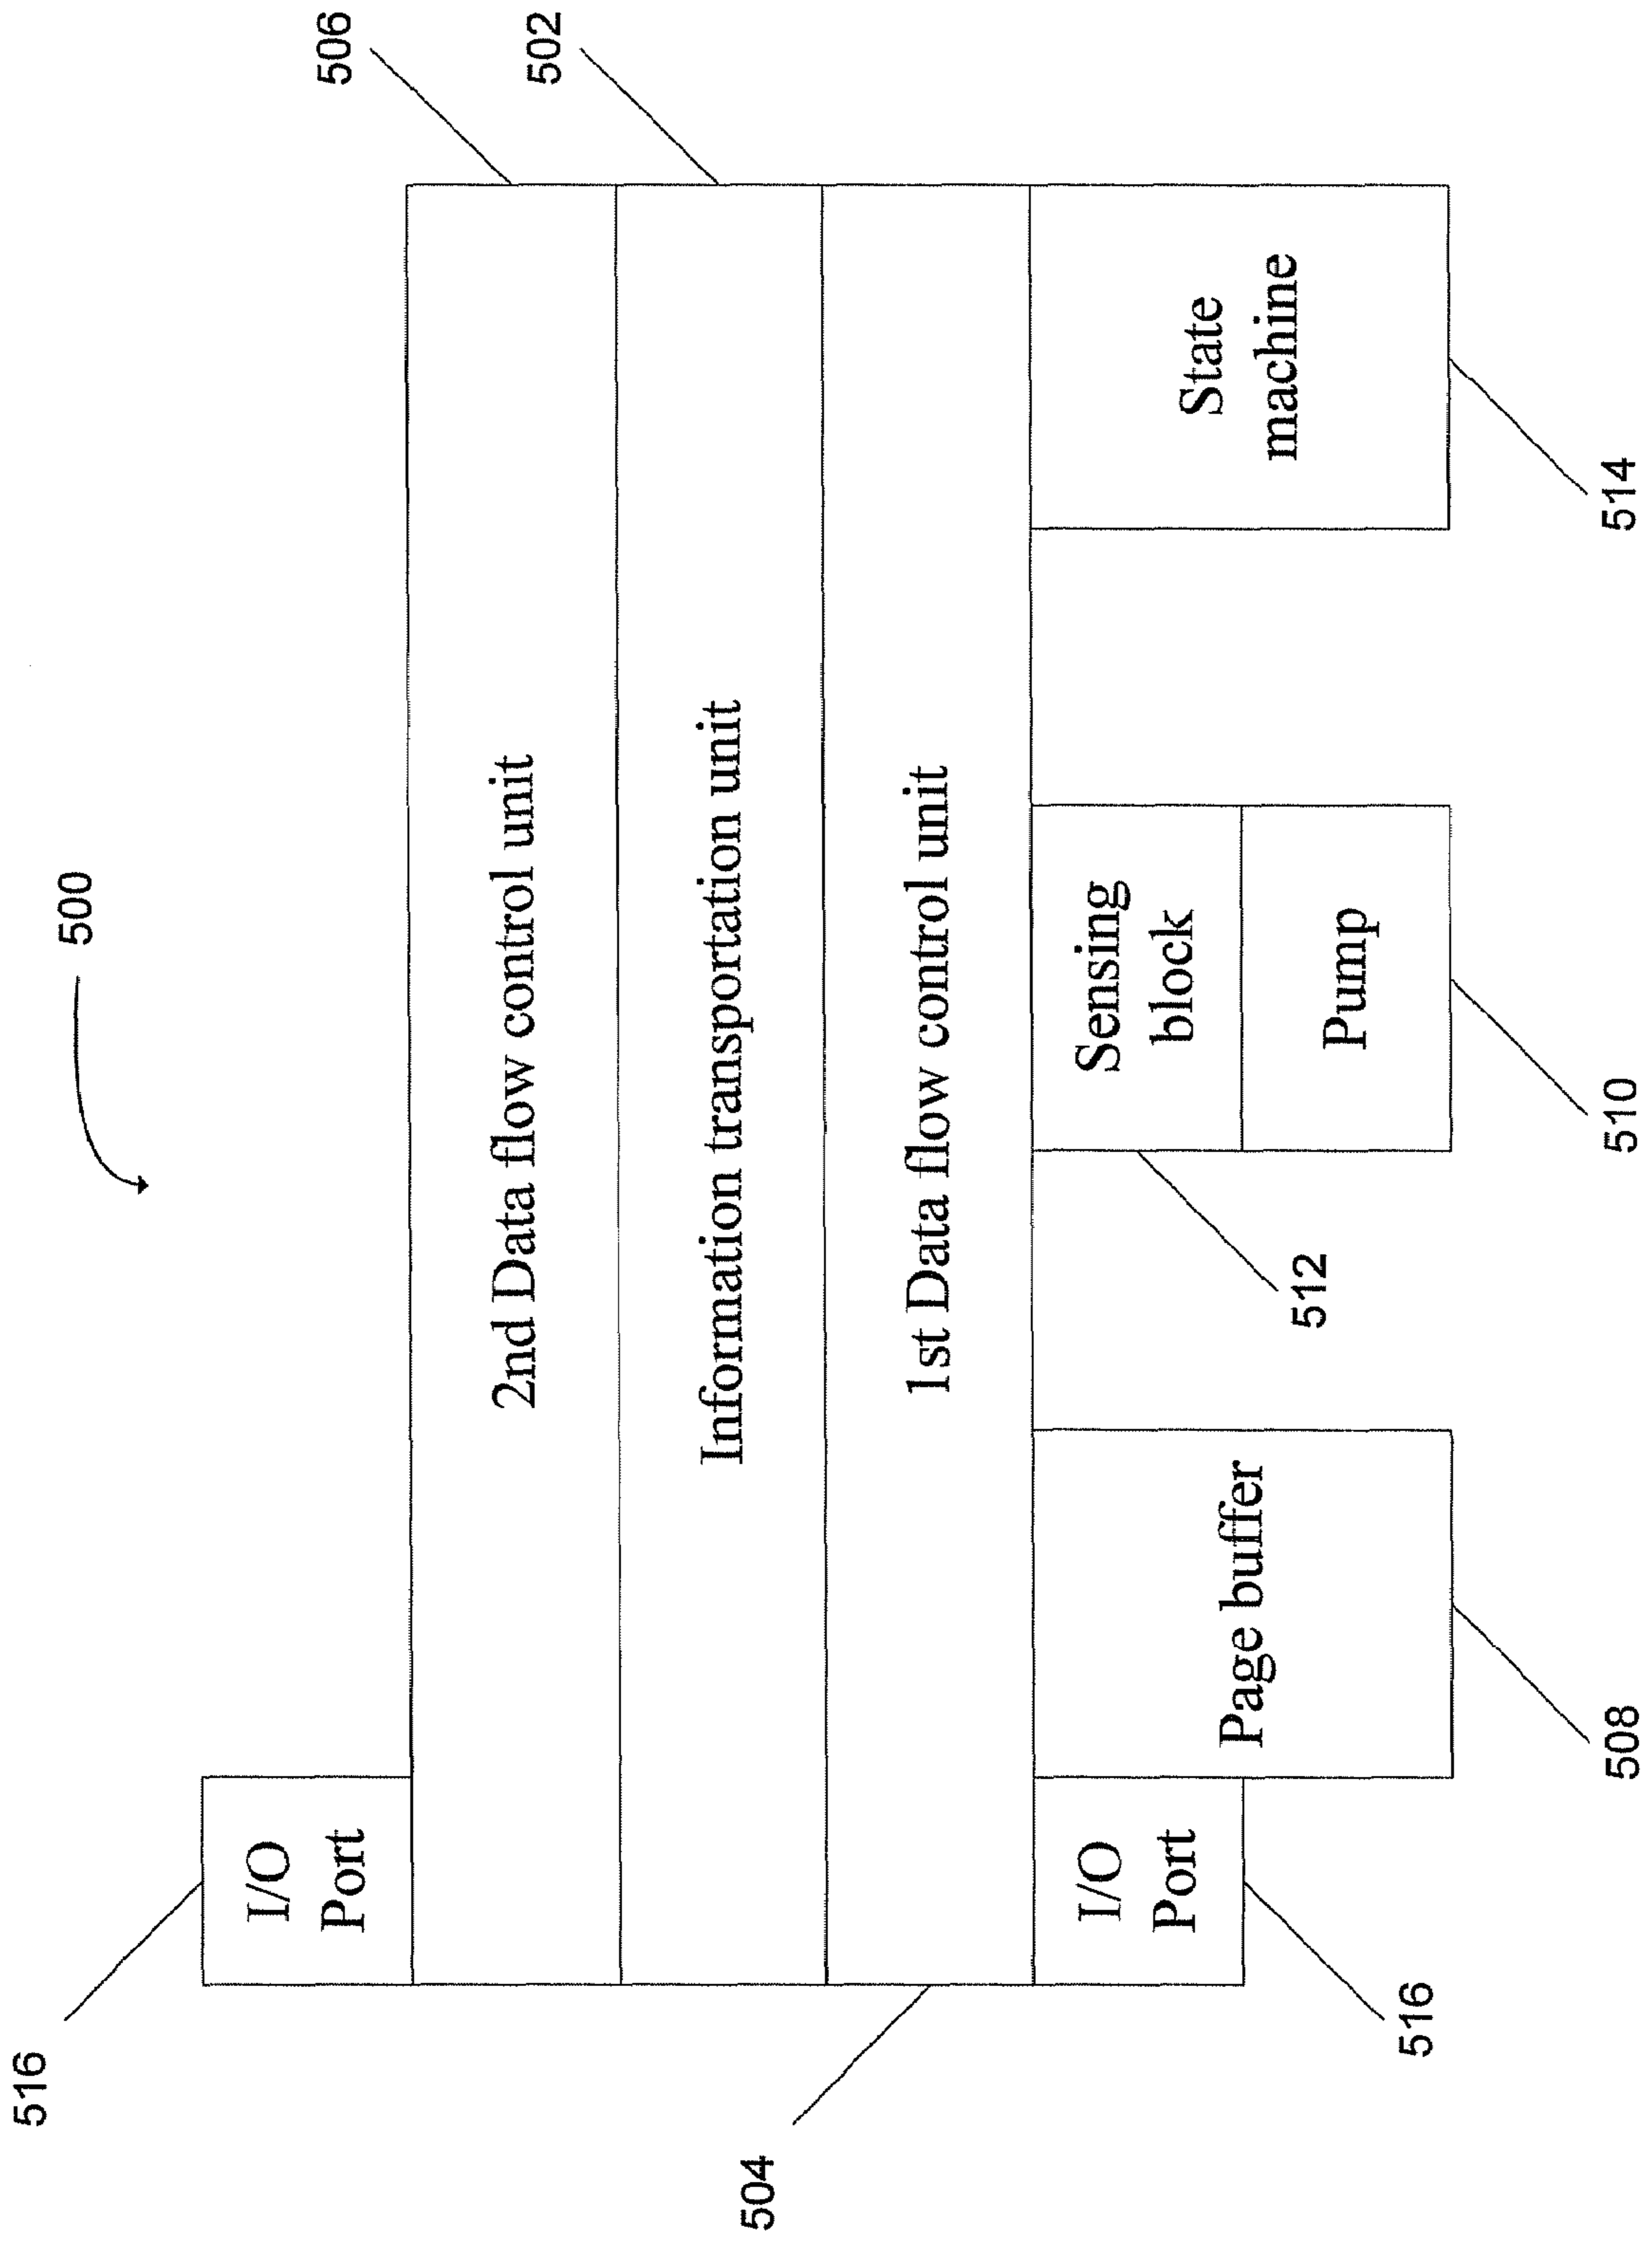 500
516
I/O
Port
506
2nd Data flow control unit
502
Information transportation unit
504
1st Data flow control unit
I/O
Port
516
Page buffer
508
512
Sensing
block
Pump
510
State
machine
514